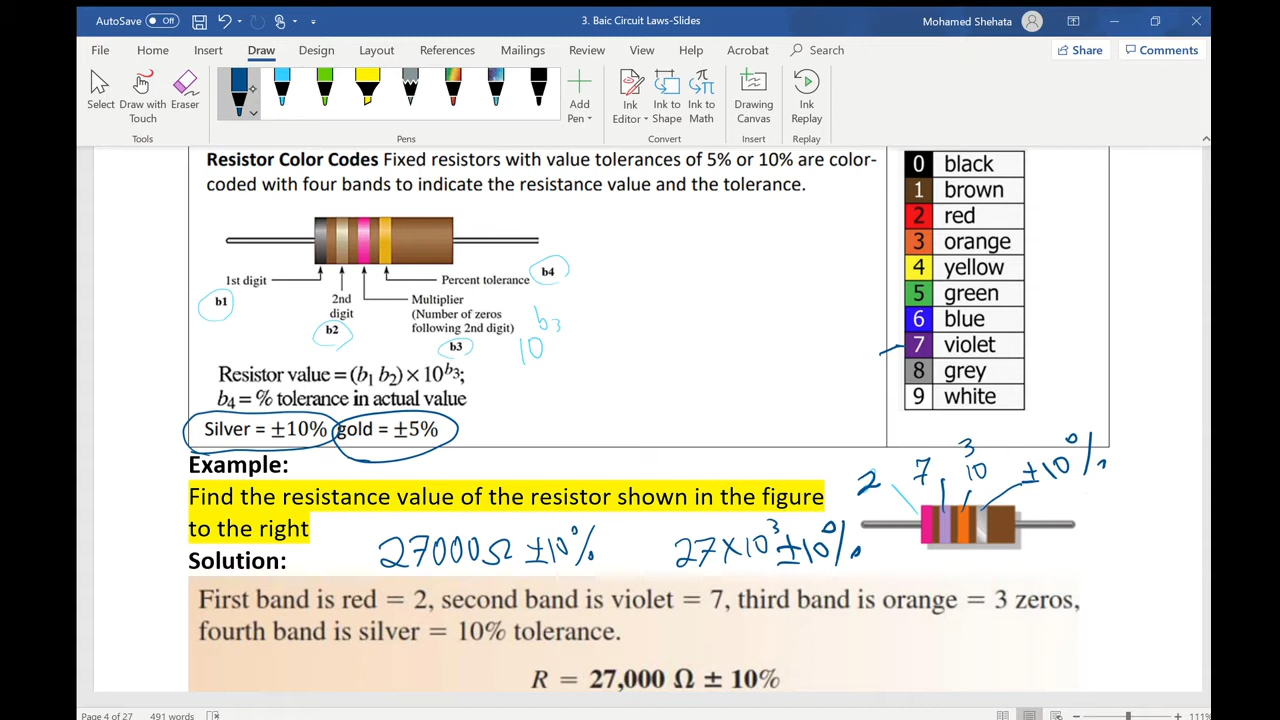 AutoSave Off 3. Baic Circuit Laws-Slides Mohamed Shehata
File Home Insert Draw Design Layout References Mailings Review View Help Acrobat Search Share Comments
Select Draw with Touch Eraser Add Pen Ink Editor Ink to Shape Ink to Math Drawing Canvas Ink Replay
Tools Pens Convert Insert Replay
Resistor Color Codes Fixed resistors with value tolerances of 5% or 10% are color-
coded with four bands to indicate the resistance value and the tolerance.
1st digit
b1
2nd
digit
b2
Percent tolerance
b4
Multiplier
(Number of zeros
following 2nd digit)
b3
10^b3
Resistor value = (b1 b2) × 10^b3;
b4 = % tolerance in actual value
Silver = ±10% gold = ±5%
0 black
1 brown
2 red
3 orange
4 yellow
5 green
6 blue
7 violet
8 grey
9 white
Example:
Find the resistance value of the resistor shown in the figure
to the right
2 7 10^3 ±10%
Solution:
27000Ω ±10% 27×10^3 ±10%
First band is red = 2, second band is violet = 7, third band is orange = 3 zeros,
fourth band is silver = 10% tolerance.
R = 27,000 Ω ± 10%
Page 4 of 27 491 words 111%